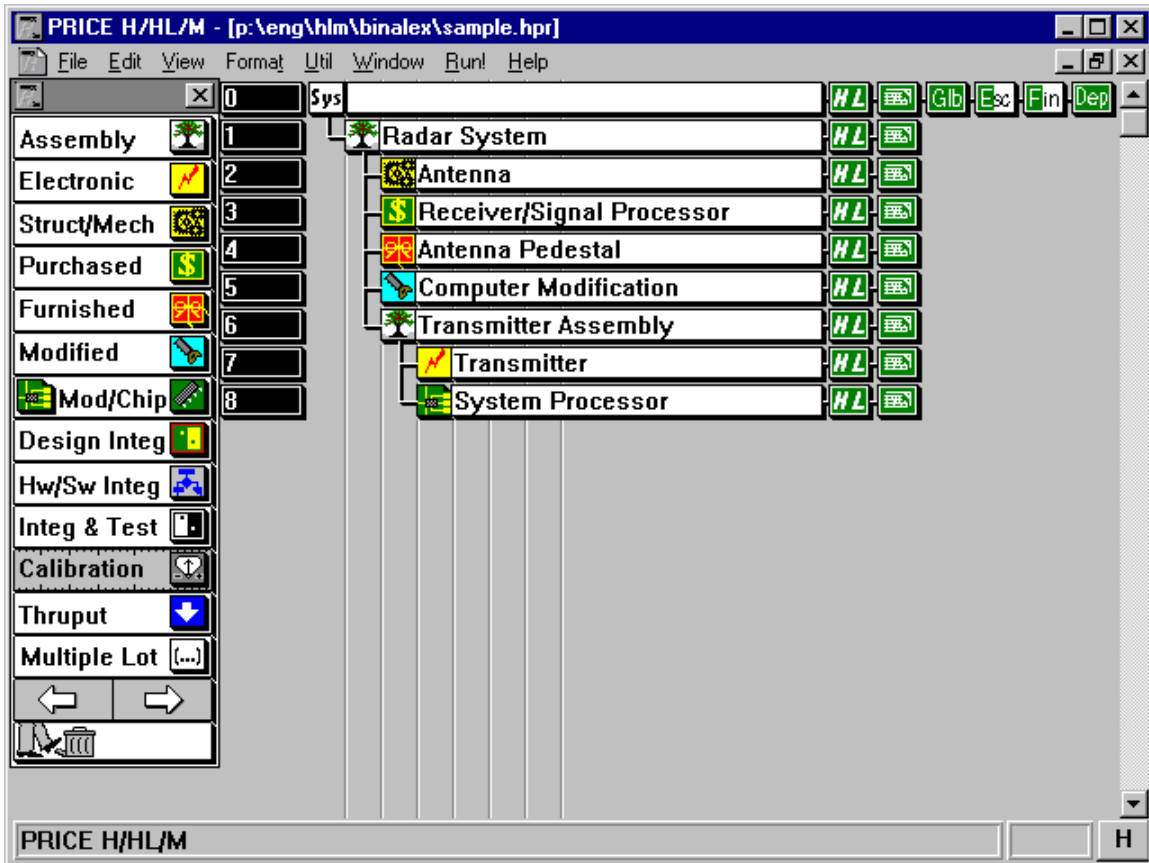 PRICE H/HL/M - [p:\eng\hlm\binalex\sample.hpr]
File Edit View Format Util Window Run! Help
0 Sys HL Glb Esc Fin Dep
Assembly 1 Radar System HL
Electronic 2 Antenna HL
Struct/Mech 3 $ Receiver/Signal Processor HL
Purchased $ 4 Antenna Pedestal HL
Furnished 5 Computer Modification HL
Modified 6 Transmitter Assembly HL
7 Transmitter HL
Mod/Chip 8 System Processor HL
Design Integ
Hw/Sw Integ
Integ & Test
Calibration
Thruput
Multiple Lot (...)
PRICE H/HL/M H